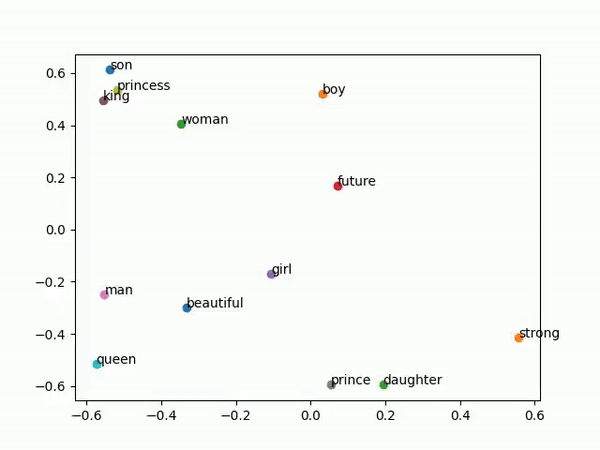 son
0.6
princess
king
boy
0.4
woman
0.2
future
0.0
girl
−0.2
man
beautiful
−0.4
strong
queen
−0.6
prince
daughter
−0.6
−0.4
−0.2
0.0
0.2
0.4
0.6